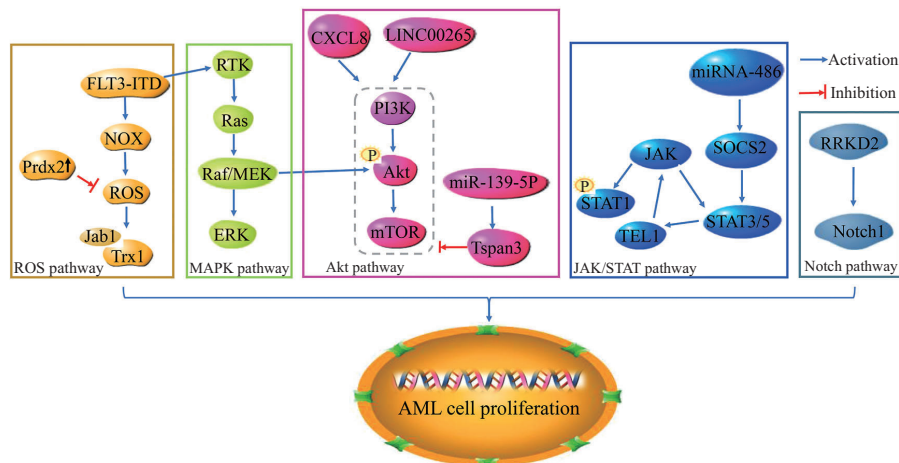 FLT3-ITD
NOX
Prdx2↑
ROS
Jab1
Trx1
ROS pathway
RTK
Ras
Raf/MEK
ERK
MAPK pathway
CXCL8
LINC00265
PI3K
P
Akt
mTOR
miR-139-5P
Tspan3
Akt pathway
miRNA-486
SOCS2
JAK
P
STAT1
STAT3/5
TEL1
JAK/STAT pathway
Activation
Inhibition
RRKD2
Notch1
Notch pathway
AML cell proliferation